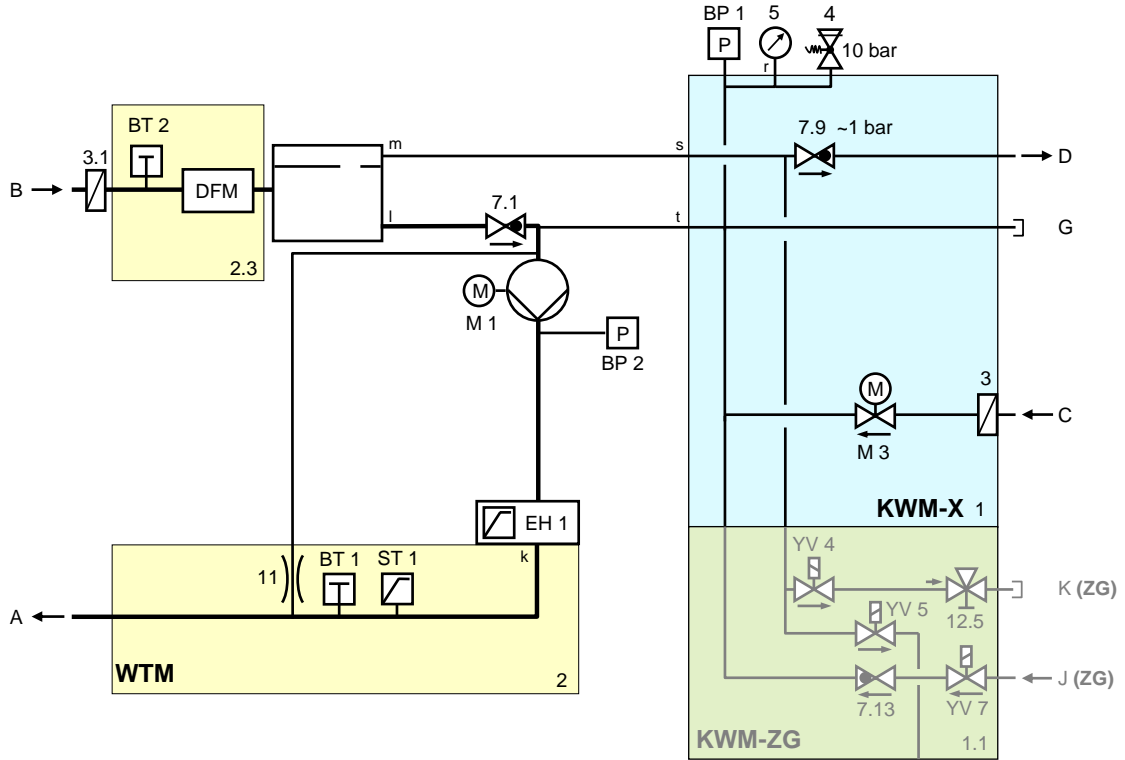 BP 1
5
4
P
10 bar
r
BT 2
3.1
m
s
7.9 ~1 bar
B
DFM
D
l
7.1
t
G
2.3
M
M 1
P
BP 2
M
3
C
M 3
KWM-X 1
EH 1
k
YV 4
11
BT 1
ST 1
K (ZG)
YV 5
12.5
A
WTM
2
J (ZG)
7.13
YV 7
KWM-ZG
1.1